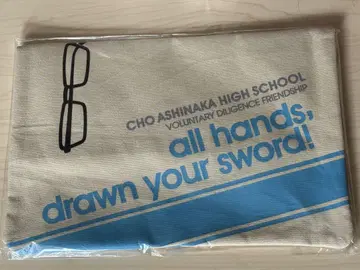 CHO ASHINAKA HIGH SCHOOL
VOLUNTARY DILIGENCE FRIENDSHIP
all hands,
drawn your sword!